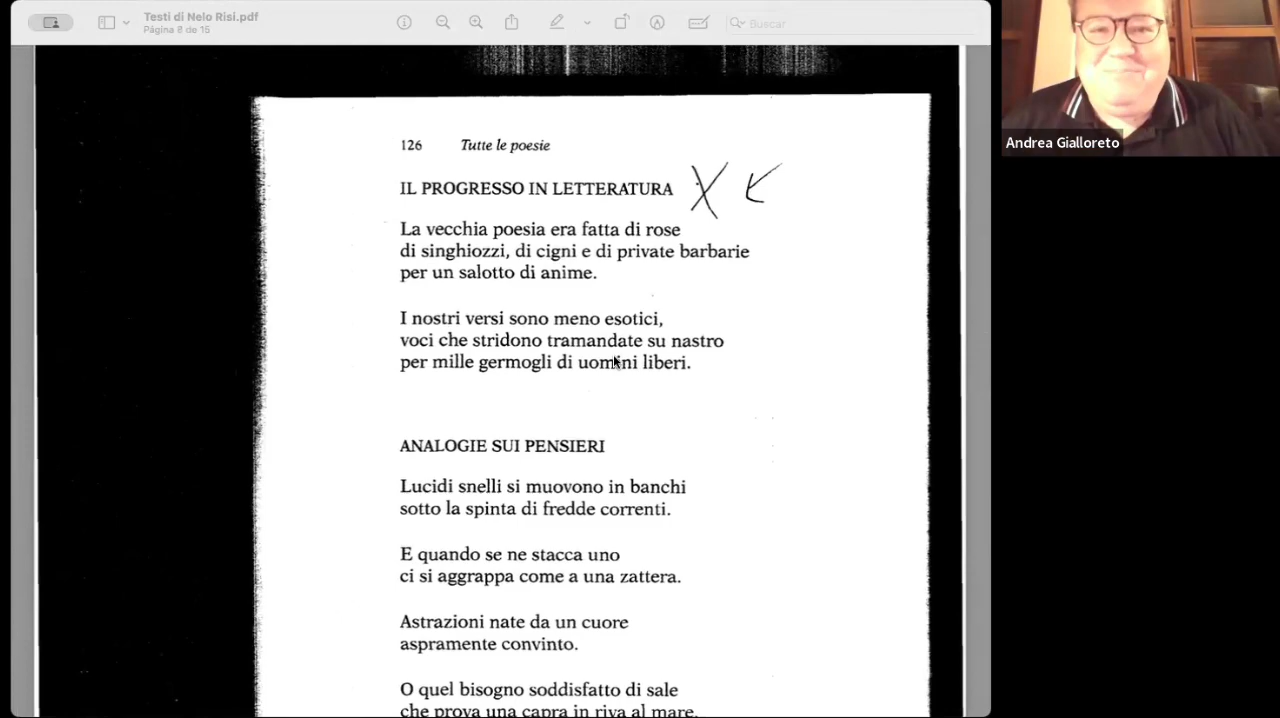 Testi di Nelo Risi.pdf
Página 8 de 15
Buscar
Andrea Gialloreto
126 Tutte le poesie
IL PROGRESSO IN LETTERATURA X
La vecchia poesia era fatta di rose
di singhiozzi, di cigni e di private barbarie
per un salotto di anime.
I nostri versi sono meno esotici,
voci che stridono tramandate su nastro
per mille germogli di uomini liberi.
ANALOGIE SUI PENSIERI
Lucidi snelli si muovono in banchi
sotto la spinta di fredde correnti.
E quando se ne stacca uno
ci si aggrappa come a una zattera.
Astrazioni nate da un cuore
aspramente convinto.
O quel bisogno soddisfatto di sale
che prova una capra in riva al mare.